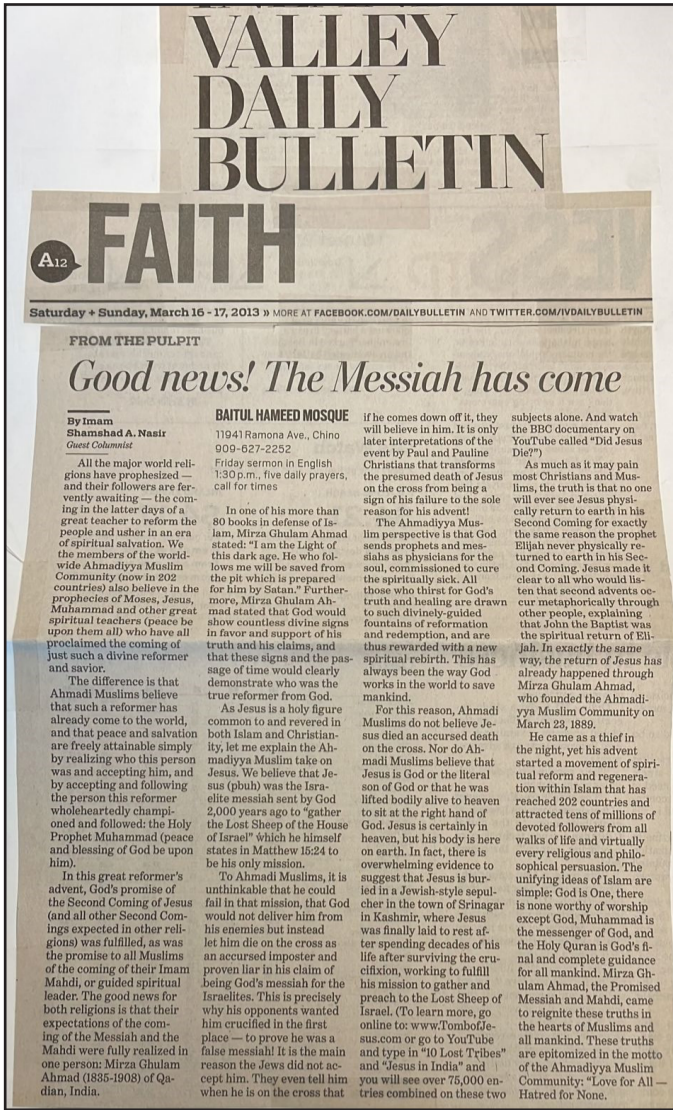 VALLEY
DAILY
BULLETIN
A12
FAITH
Saturday + Sunday, March 16 - 17, 2013 » MORE AT FACEBOOK.COM/DAILYBULLETIN AND TWITTER.COM/IVDAILYBULLETIN
FROM THE PULPIT
Good news! The Messiah has come
By Imam
Shamshad A. Nasir
Guest Columnist
All the major world reli-
gions have prophesized —
and their followers are fer-
vently awaiting — the com-
ing in the latter days of a
great teacher to reform the
people and usher in an era
of spiritual salvation. We
the members of the world-
wide Ahmadiyya Muslim
Community (now in 202
countries) also believe in the
prophecies of Moses, Jesus,
Muhammad and other great
spiritual teachers (peace be
upon them all) who have all
proclaimed the coming of
just such a divine reformer
and savior.
The difference is that
Ahmadi Muslims believe
that such a reformer has
already come to the world,
and that peace and salvation
are freely attainable simply
by realizing who this person
was and accepting him, and
by accepting and following
the person this reformer
wholeheartedly champi-
oned and followed: the Holy
Prophet Muhammad (peace
and blessing of God be upon
him).
In this great reformer's
advent, God's promise of
the Second Coming of Jesus
(and all other Second Com-
ings expected in other reli-
gions) was fulfilled, as was
the promise to all Muslims
of the coming of their Imam
Mahdi, or guided spiritual
leader. The good news for
both religions is that their
expectations of the com-
ing of the Messiah and the
Mahdi were fully realized in
one person: Mirza Ghulam
Ahmad (1835-1908) of Qa-
dian, India.
BAITUL HAMEED MOSQUE
11941 Ramona Ave., Chino
909-627-2252
Friday sermon in English
1:30 p.m., five daily prayers,
call for times
In one of his more than
80 books in defense of Is-
lam, Mirza Ghulam Ahmad
stated: "I am the Light of
this dark age. He who fol-
lows me will be saved from
the pit which is prepared
for him by Satan." Further-
more, Mirza Ghulam Ah-
mad stated that God would
show countless divine signs
in favor and support of his
truth and his claims, and
that these signs and the pas-
sage of time would clearly
demonstrate who was the
true reformer from God.
As Jesus is a holy figure
common to and revered in
both Islam and Christian-
ity, let me explain the Ah-
madiyya Muslim take on
Jesus. We believe that Je-
sus (pbuh) was the Isra-
elite messiah sent by God
2,000 years ago to "gather
the Lost Sheep of the House
of Israel" which he himself
states in Matthew 15:24 to
be his only mission.
To Ahmadi Muslims, it is
unthinkable that he could
fail in that mission, that God
would not deliver him from
his enemies but instead
let him die on the cross as
an accursed imposter and
proven liar in his claim of
being God's messiah for the
Israelites. This is precisely
why his opponents wanted
him crucified in the first
place — to prove he was a
false messiah! It is the main
reason the Jews did not ac-
cept him. They even tell him
when he is on the cross that
if he comes down off it, they
will believe in him. It is only
later interpretations of the
event by Paul and Pauline
Christians that transforms
the presumed death of Jesus
on the cross from being a
sign of his failure to the sole
reason for his advent!
The Ahmadiyya Mus-
lim perspective is that God
sends prophets and mes-
siahs as physicians for the
soul, commissioned to cure
the spiritually sick. All
those who thirst for God's
truth and healing are drawn
to such divinely-guided
fountains of reformation
and redemption, and are
thus rewarded with a new
spiritual rebirth. This has
always been the way God
works in the world to save
mankind.
For this reason, Ahmadi
Muslims do not believe Je-
sus died an accursed death
on the cross. Nor do Ah-
madi Muslims believe that
Jesus is God or the literal
son of God or that he was
lifted bodily alive to heaven
to sit at the right hand of
God. Jesus is certainly in
heaven, but his body is here
on earth. In fact, there is
overwhelming evidence to
suggest that Jesus is bur-
ied in a Jewish-style sepul-
cher in the town of Srinagar
in Kashmir, where Jesus
was finally laid to rest af-
ter spending decades of his
life after surviving the cru-
cifixion, working to fulfill
his mission to gather and
preach to the Lost Sheep of
Israel. (To learn more, go
online to: www.TombofJe-
sus.com or go to YouTube
and type in "10 Lost Tribes"
and "Jesus in India" and
you will see over 75,000 en-
tries combined on these two
subjects alone. And watch
the BBC documentary on
YouTube called "Did Jesus
Die?")
As much as it may pain
most Christians and Mus-
lims, the truth is that no one
will ever see Jesus physi-
cally return to earth in his
Second Coming for exactly
the same reason the prophet
Elijah never physically re-
turned to earth in his Sec-
ond Coming. Jesus made it
clear to all who would lis-
ten that second advents oc-
cur metaphorically through
other people, explaining
that John the Baptist was
the spiritual return of Eli-
jah. In exactly the same
way, the return of Jesus has
already happened through
Mirza Ghulam Ahmad,
who founded the Ahmadi-
yya Muslim Community on
March 23, 1889.
He came as a thief in
the night, yet his advent
started a movement of spiri-
tual reform and regenera-
tion within Islam that has
reached 202 countries and
attracted tens of millions of
devoted followers from all
walks of life and virtually
every religious and philo-
sophical persuasion. The
unifying ideas of Islam are
simple: God is One, there
is none worthy of worship
except God, Muhammad is
the messenger of God, and
the Holy Quran is God's fi-
nal and complete guidance
for all mankind. Mirza Gh-
ulam Ahmad, the Promised
Messiah and Mahdi, came
to reignite these truths in
the hearts of Muslims and
all mankind. These truths
are epitomized in the motto
of the Ahmadiyya Muslim
Community: "Love for All —
Hatred for None.